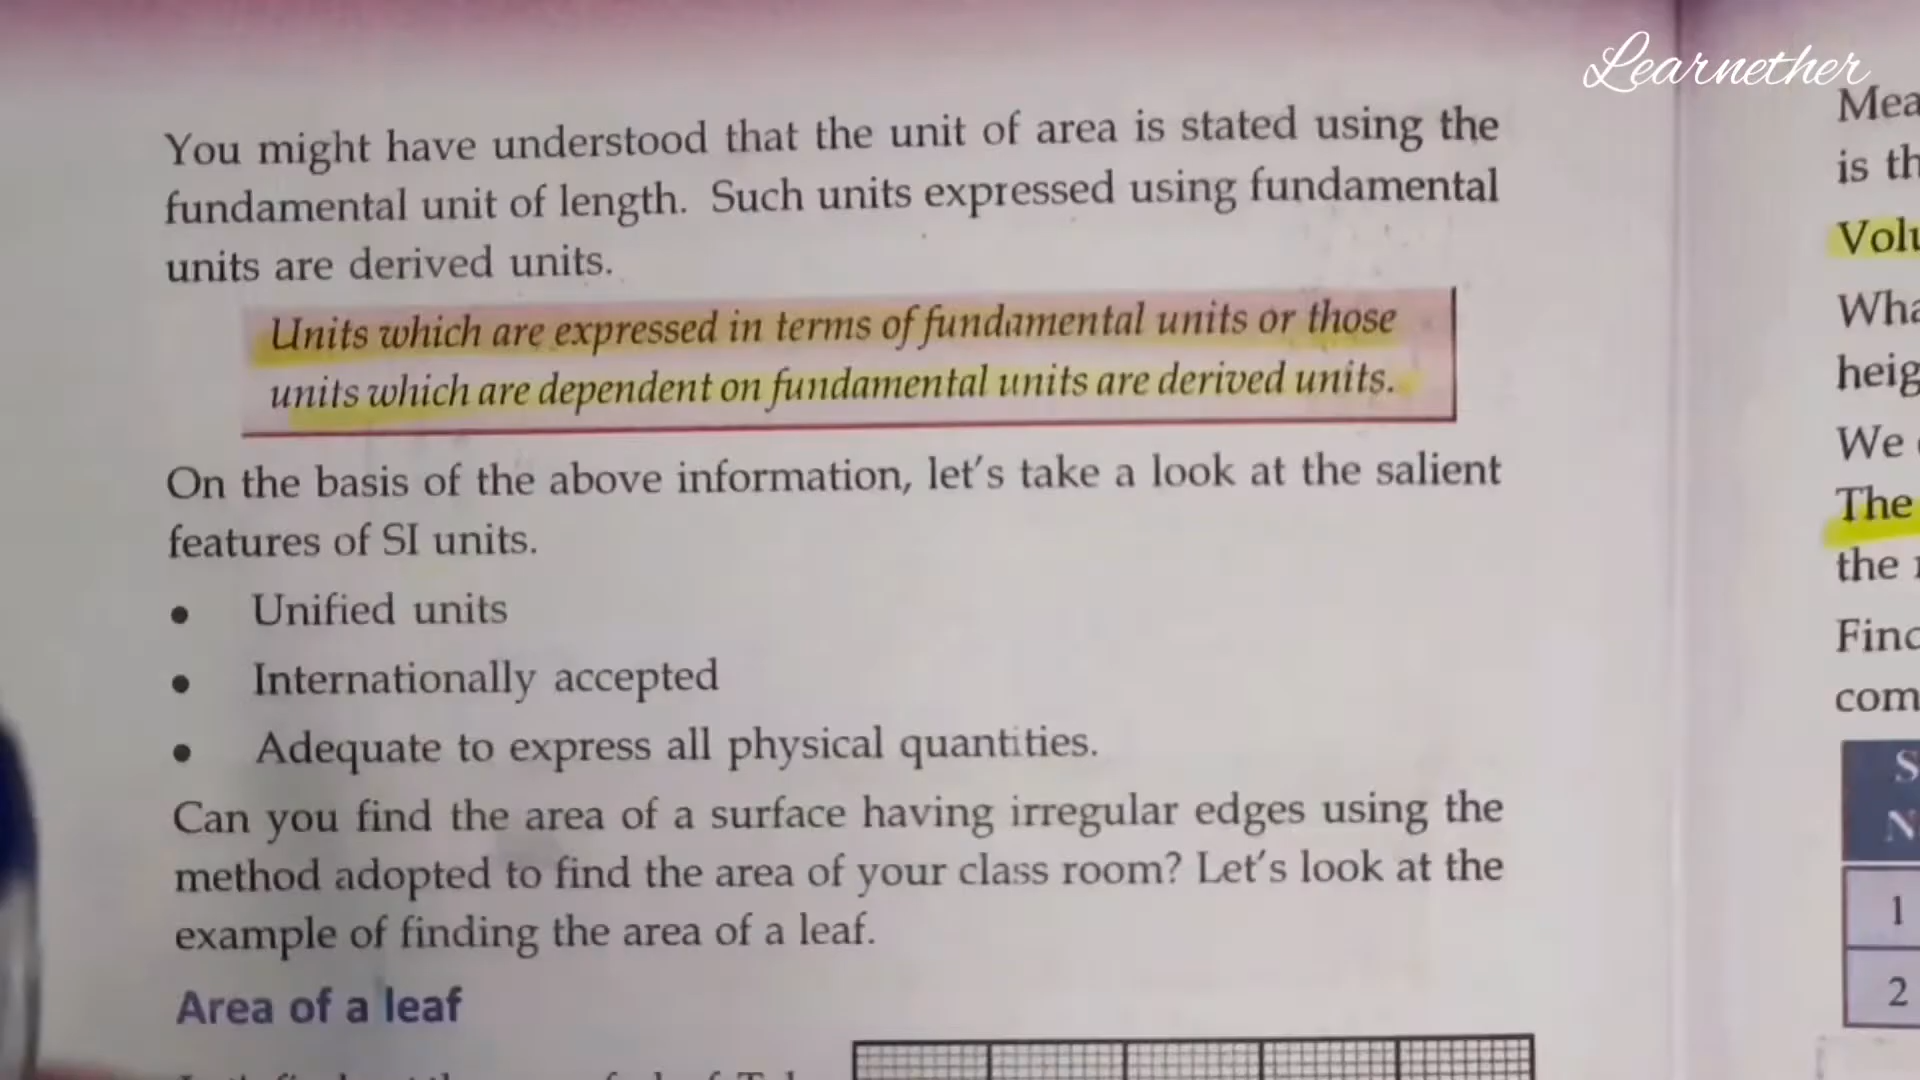 Learnether
You might have understood that the unit of area is stated using the
fundamental unit of length. Such units expressed using fundamental
units are derived units.
Units which are expressed in terms of fundamental units or those
units which are dependent on fundamental units are derived units.
On the basis of the above information, let's take a look at the salient
features of SI units.
• Unified units
• Internationally accepted
• Adequate to express all physical quantities.
Can you find the area of a surface having irregular edges using the
method adopted to find the area of your class room? Let's look at the
example of finding the area of a leaf.
Area of a leaf
is
We
The
the
1
2